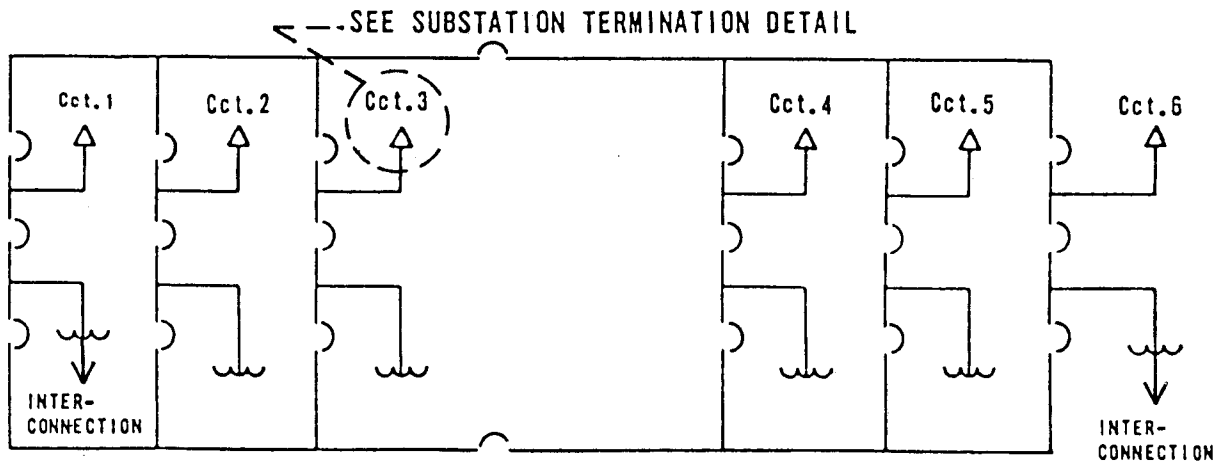 SEE SUBSTATION TERMINATION DETAIL
Cct.1
Cct.2
Cct.3
Cct.4
Cct.5
Cct.6
INTER-
CONNECTION
INTER-
CONNECTION